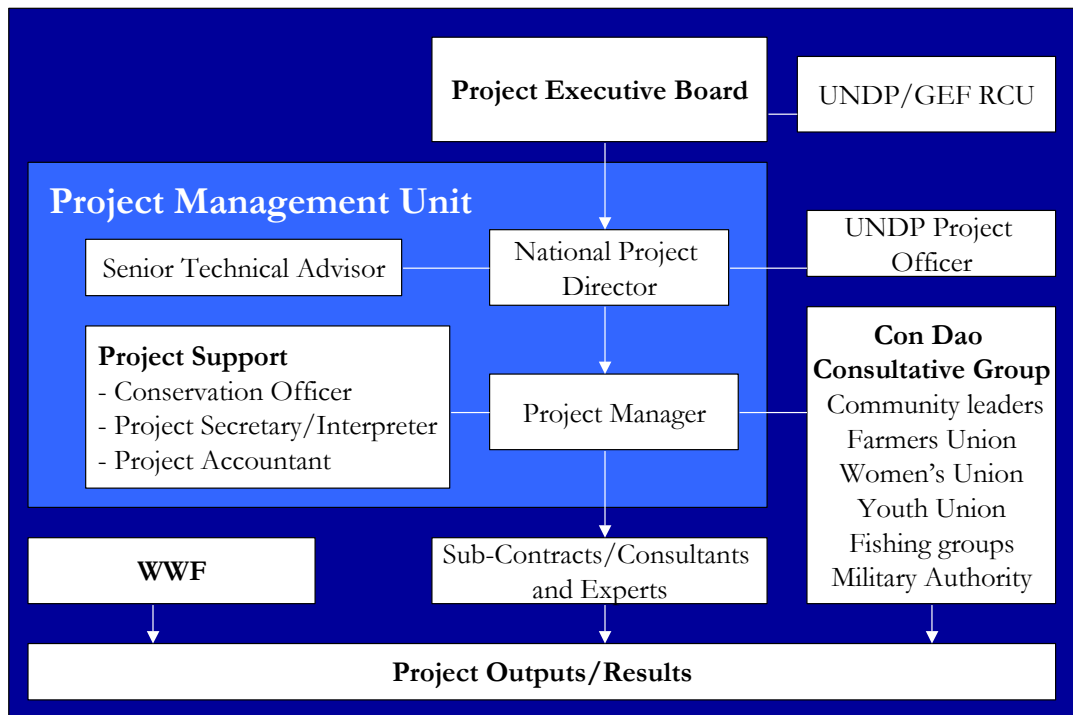 Project Executive Board
UNDP/GEF RCU
Project Management Unit
Senior Technical Advisor
National Project
Director
UNDP Project
Officer
Project Support
- Conservation Officer
- Project Secretary/Interpreter
- Project Accountant
Project Manager
Con Dao
Consultative Group
Community leaders
Farmers Union
Women’s Union
Youth Union
Fishing groups
Military Authority
WWF
Sub-Contracts/Consultants
and Experts
Project Outputs/Results